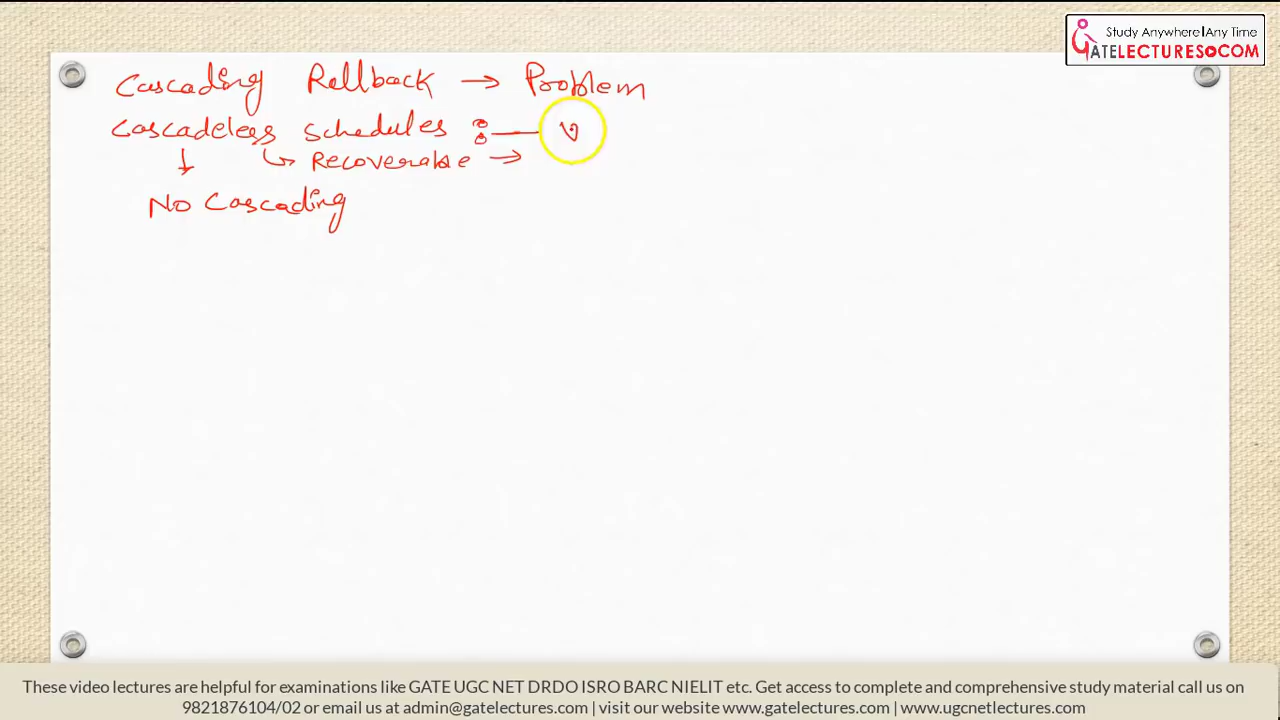 Study Anywhere Any Time
GATELECTURES.COM
Cascading Rollback → Problem
Cascadeless schedules :—
↓ ↳ Recoverable →
No Cascading
These video lectures are helpful for examinations like GATE UGC NET DRDO ISRO BARC NIELIT etc. Get access to complete and comprehensive study material call us on
9821876104/02 or email us at admin@gatelectures.com | visit our website www.gatelectures.com | www.ugcnetlectures.com